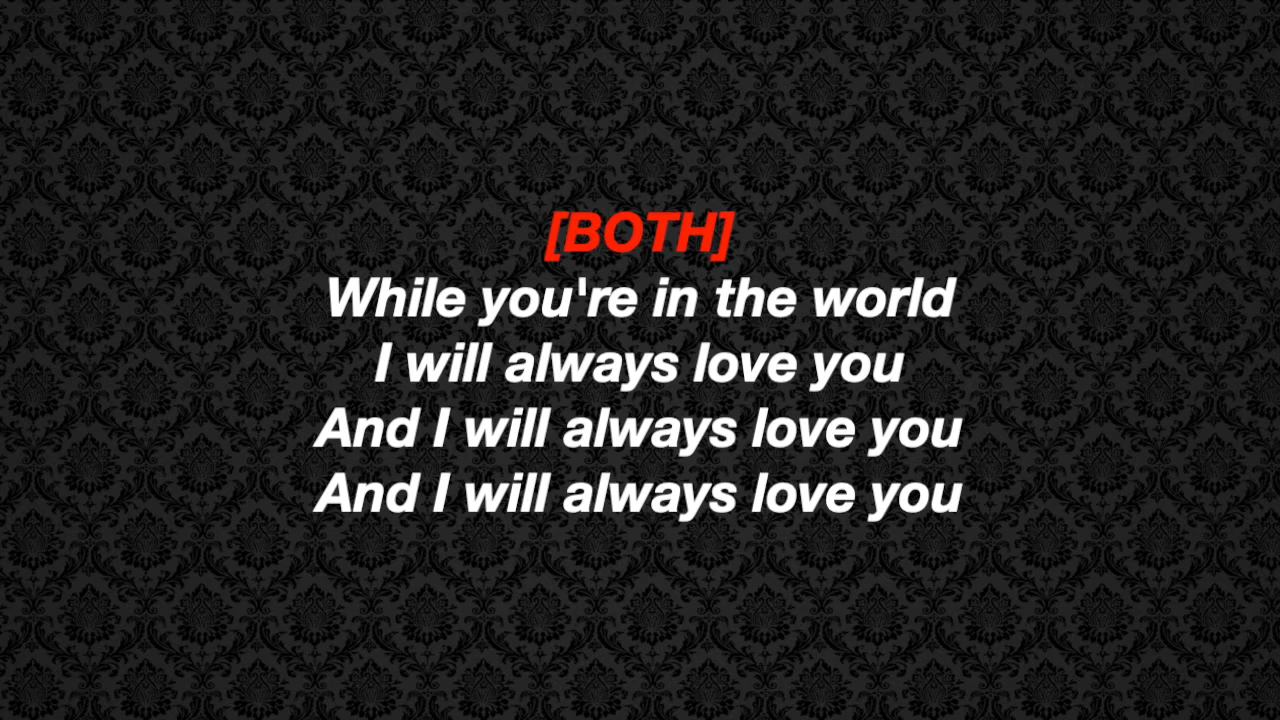 [BOTH]
While you're in the world
I will always love you
And I will always love you
And I will always love you